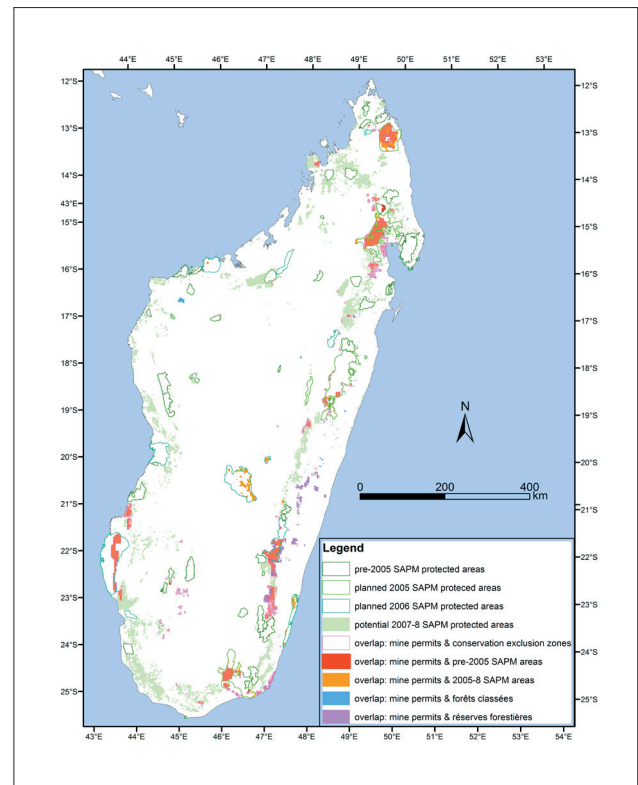 44°E 45°E 46°E 47°E 48°E 49°E 50°E 51°E 52°E 53°E
12°S 12°S
13°S 13°S
14°S 14°S
43°E
15°S 15°S
16°S 16°S
17°S 17°S
18°S 18°S
19°S 19°S
N
20°S 20°S
0 200 400
km
21°S 21°S
22°S 22°S
23°S 23°S
24°S 24°S
25°S 25°S
Legend
pre-2005 SAPM protected areas
planned 2005 SAPM proteced areas
planned 2006 SAPM proteced areas
potential 2007-8 SAPM protected areas
overlap: mine permits & conservation exclusion zones
overlap: mine permits & pre-2005 SAPM areas
overlap: mine permits & 2005-8 SAPM areas
overlap: mine permits & forêts classées
overlap: mine permits & réserves forestières
43°E 44°E 45°E 46°E 47°E 48°E 49°E 50°E 51°E 52°E 53°E 54°E